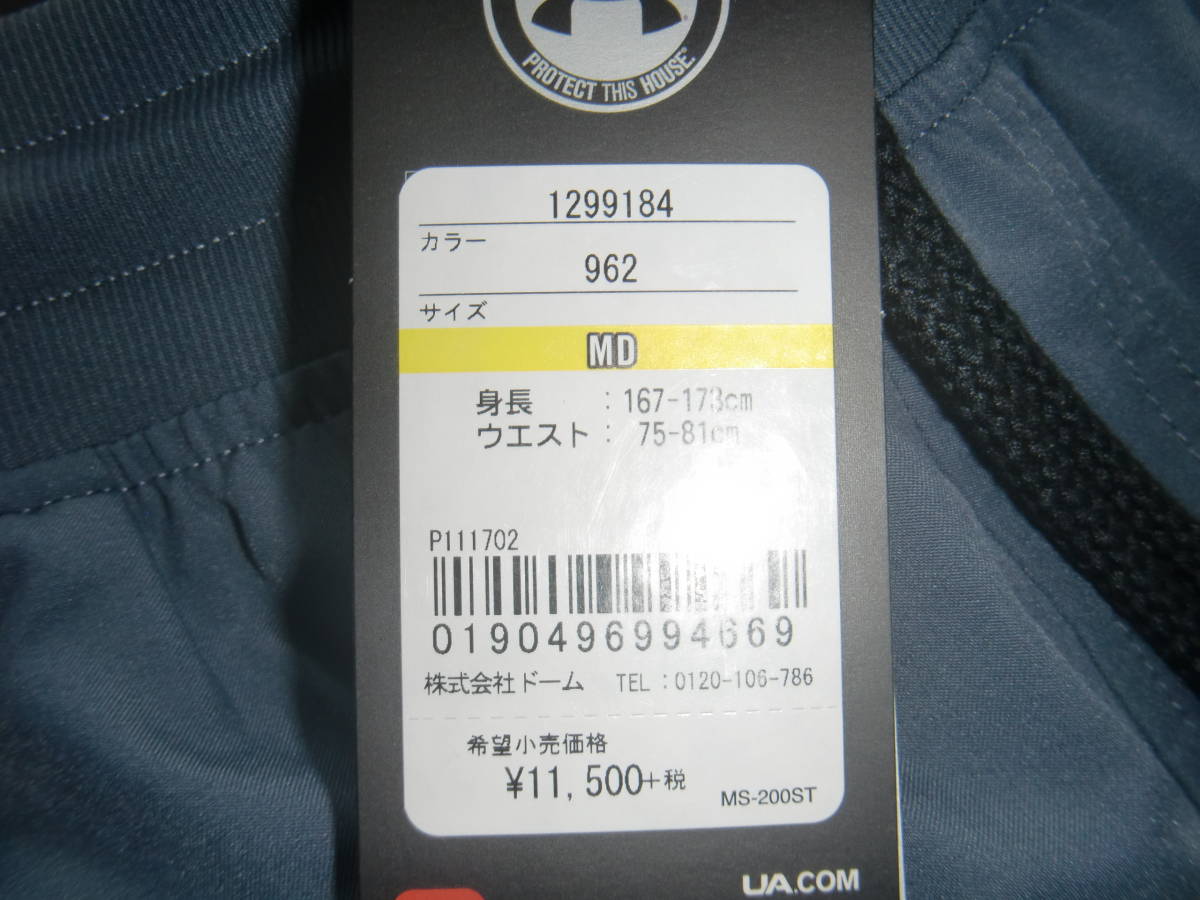 PROTECT THIS HOUSE
1299184
カラー
962
サイズ
MD
身長 : 167-173cm
ウエスト : 75-81cm
P111702
0190496994669
株式会社ドーム TEL:0120-106-786
希望小売価格
¥11,500+税
MS-200ST
UA.COM